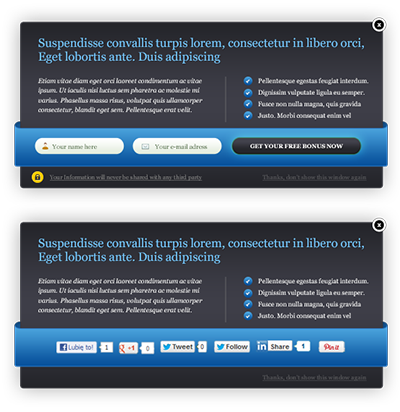 Suspendisse convallis turpis lorem, consectetur in libero orci,
Eget lobortis ante. Duis adipiscing
Etiam vitae diam eget orci laoreet condimentum ac vitae
ipsum. Ut iaculis nisl sem pharetra ac molestie mi
varius. Phasellus massa risus, volutpat quis ullamcorper
consectetur, blandit eget sem. Pellentesque erat velit.
Pellentesque egestas feugiat interdum.
Dignissim vulputate ligula eu semper.
Fusce non nulla magna, quis gravida
Justo. Morbi consequat enim vel
Your name here
Your e-mail adress
GET YOUR FREE BONUS NOW
Your information will never be shared with any third party
Thanks, don't show this window again
Suspendisse convallis turpis lorem, consectetur in libero orci,
Eget lobortis ante. Duis adipiscing
Etiam vitae diam eget orci laoreet condimentum ac vitae
ipsum. Ut iaculis nisl sem pharetra ac molestie mi
varius. Phasellus massa risus, volutpat quis ullamcorper
consectetur, blandit eget sem. Pellentesque erat velit.
Pellentesque egestas feugiat interdum.
Dignissim vulputate ligula eu semper.
Fusce non nulla magna, quis gravida
Justo. Morbi consequat enim vel
Lubię to! 1 +1 0 Tweet 0 Follow in Share 1 Pin it
Thanks, don't show this window again